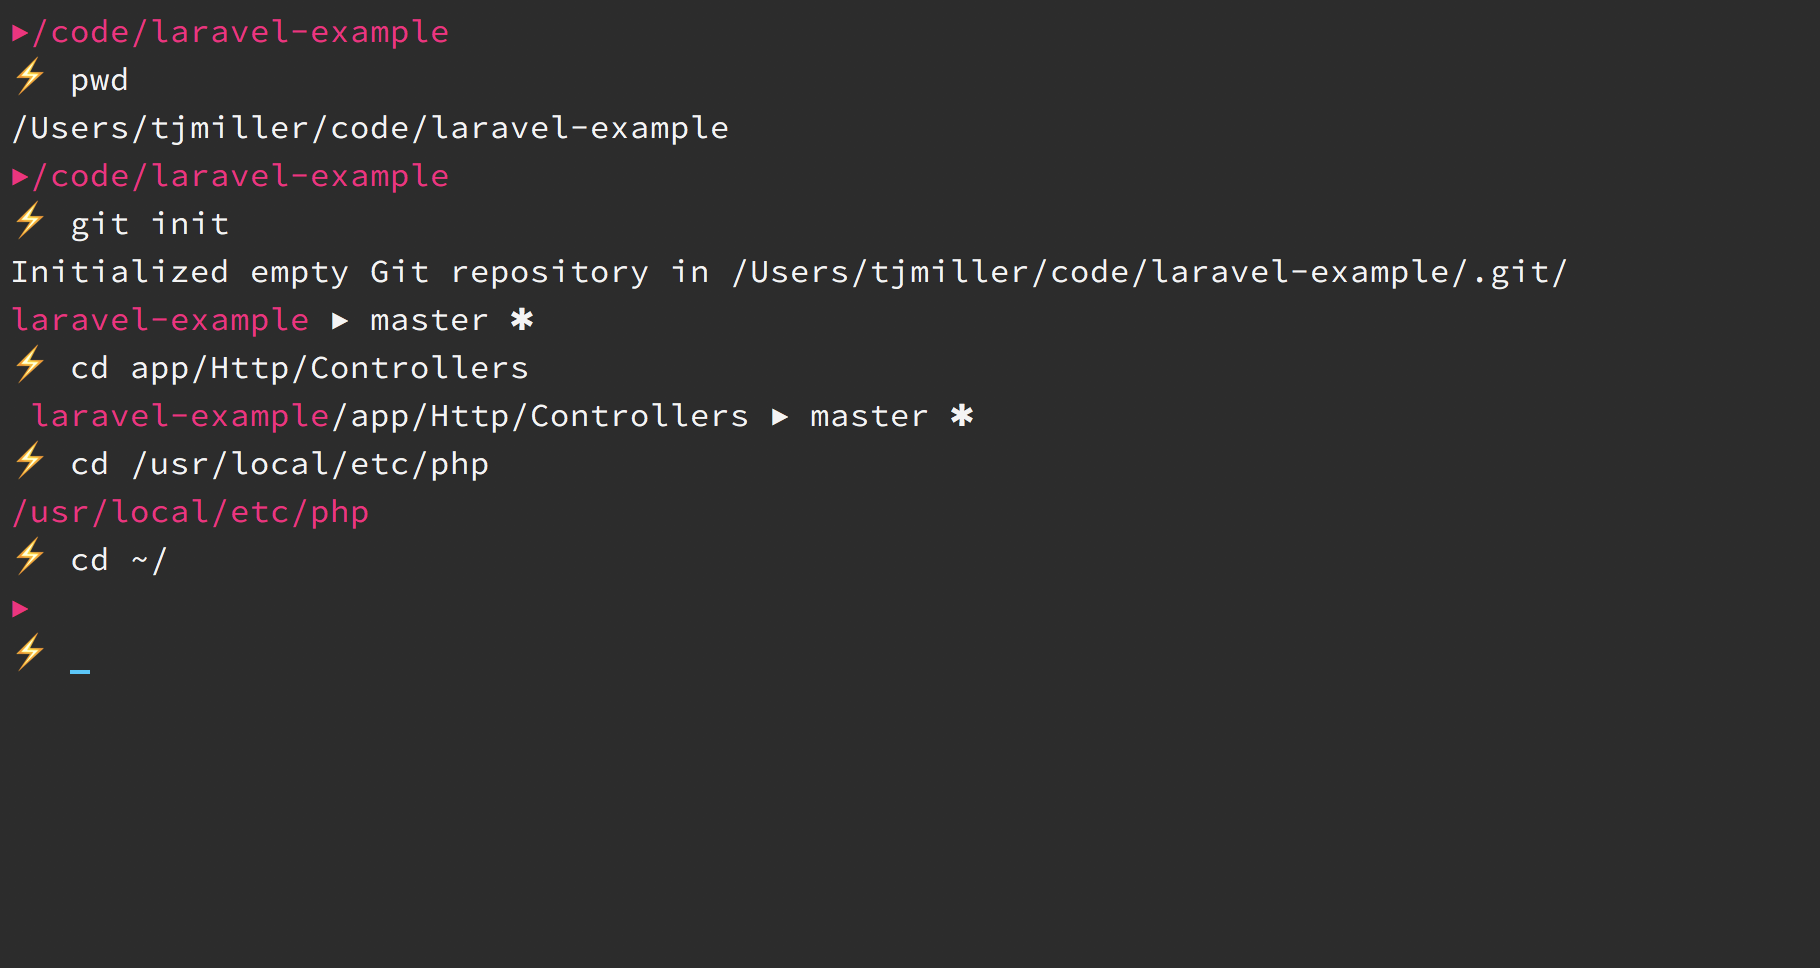 ▶/code/laravel-example
⚡ pwd
/Users/tjmiller/code/laravel-example
▶/code/laravel-example
⚡ git init
Initialized empty Git repository in /Users/tjmiller/code/laravel-example/.git/
laravel-example ▶ master ✱
⚡ cd app/Http/Controllers
laravel-example/app/Http/Controllers ▶ master ✱
⚡ cd /usr/local/etc/php
/usr/local/etc/php
⚡ cd ~/
▶
⚡ _